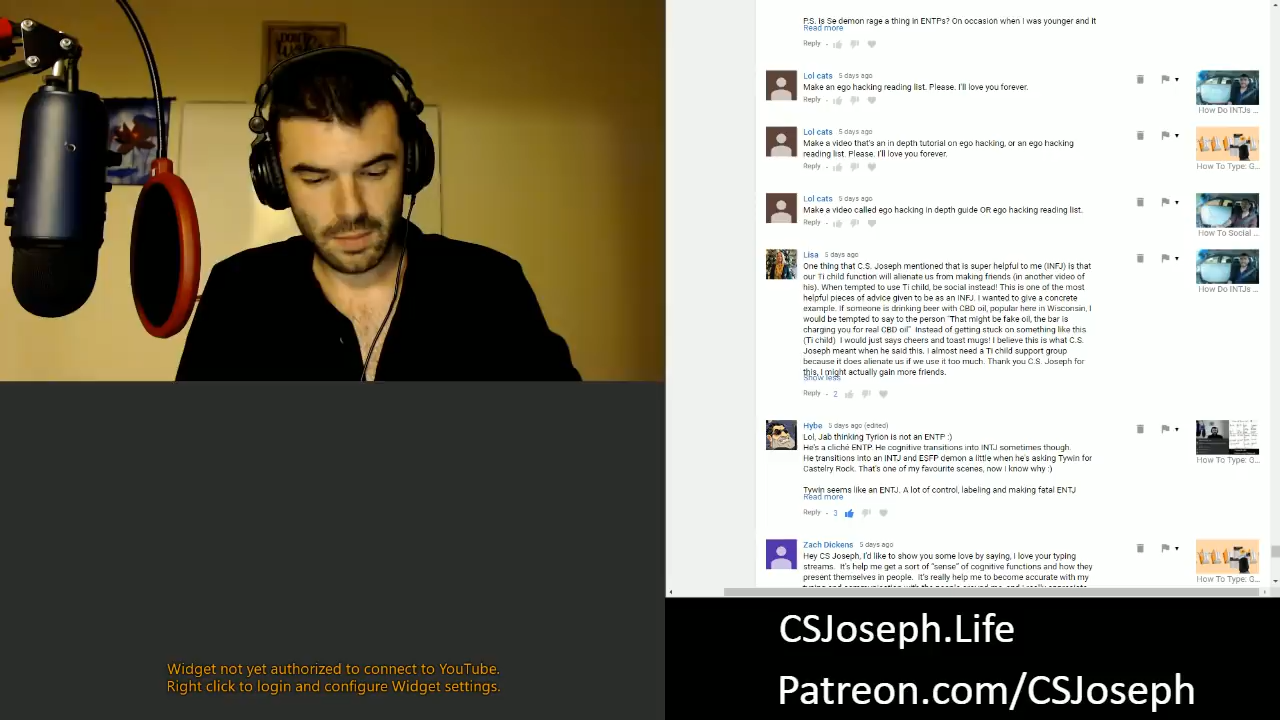 P.S. is Se demon rage a thing in ENTPs? On occasion when I was younger and it
Read more
Reply
Lol cats 5 days ago
Make an ego hacking reading list. Please. I'll love you forever.
Reply
How Do INTJs ...
Lol cats 5 days ago
Make a video that's an in depth tutorial on ego hacking, or an ego hacking
reading list. Please. I'll love you forever.
Reply
How To Type: G...
Lol cats 5 days ago
Make a video called ego hacking in depth guide OR ego hacking reading list.
Reply
How To Social ...
Lisa 5 days ago
One thing that C.S. Joseph mentioned that is super helpful to me (INFJ) is that
our Ti child function will alienate us from making friends (in another video of
his). When tempted to use Ti child, be social instead! This is one of the most
helpful pieces of advice given to be as an INFJ. I wanted to give a concrete
example. If someone is drinking beer with CBD oil, popular here in Wisconsin, I
would be tempted to say to the person "That might be fake oil, the bar is
charging you for real CBD oil" Instead of getting stuck on something like this
(Ti child) I would just says cheers and toast mugs! I believe this is what C.S.
Joseph meant when he said this. I almost need a Ti child support group
because it does alienate us if we use it too much. Thank you C.S. Joseph for
this, I might actually gain more friends.
Show less
Reply 2
How Do INTJs ...
Hybe 5 days ago (edited)
Lol, Jab thinking Tyrion is not an ENTP :)
He's a cliché ENTP. He cognitive transitions into INTJ sometimes though.
He transitions into an INTJ and ESFP demon a little when he's asking Tywin for
Castelry Rock. That's one of my favourite scenes, now I know why :)
Tywin seems like an ENTJ. A lot of control, labeling and making fatal ENTJ
Read more
Reply 3
How To Type: G...
Zach Dickens 5 days ago
Hey CS Joseph, I'd like to show you some love by saying, I love your typing
streams. It's help me get a sort of "sense" of cognitive functions and how they
present themselves in people. It's really help me to become accurate with my
How To Type: G...
CSJoseph.Life
Patreon.com/CSJoseph
Widget not yet authorized to connect to YouTube.
Right click to login and configure Widget settings.